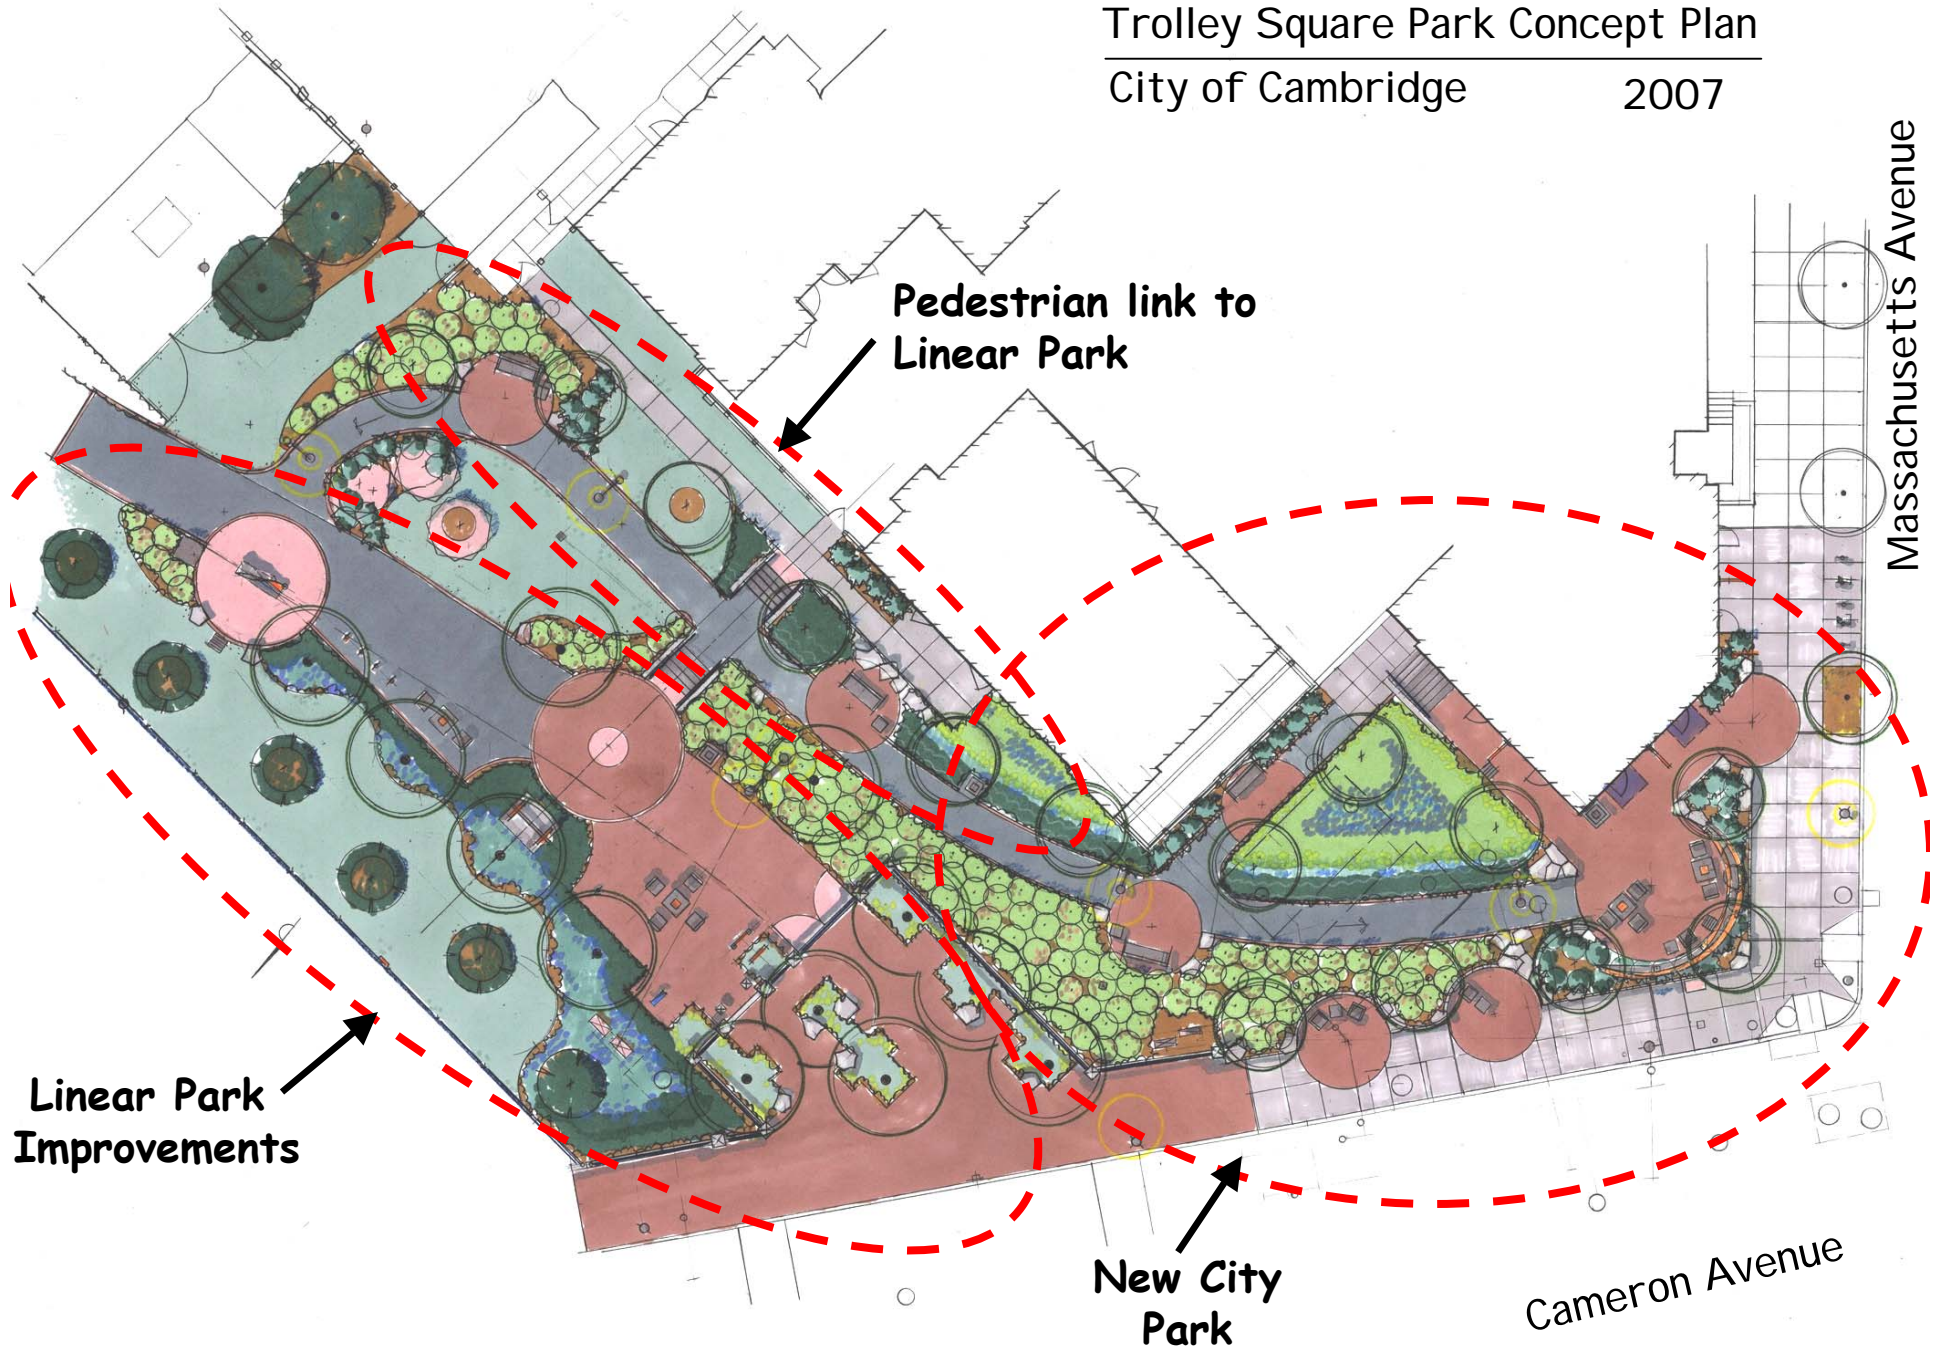 Trolley Square Park Concept Plan
City of Cambridge 2007
Massachusetts Avenue
Pedestrian link to
Linear Park
Linear Park
Improvements
New City
Park
Cameron Avenue